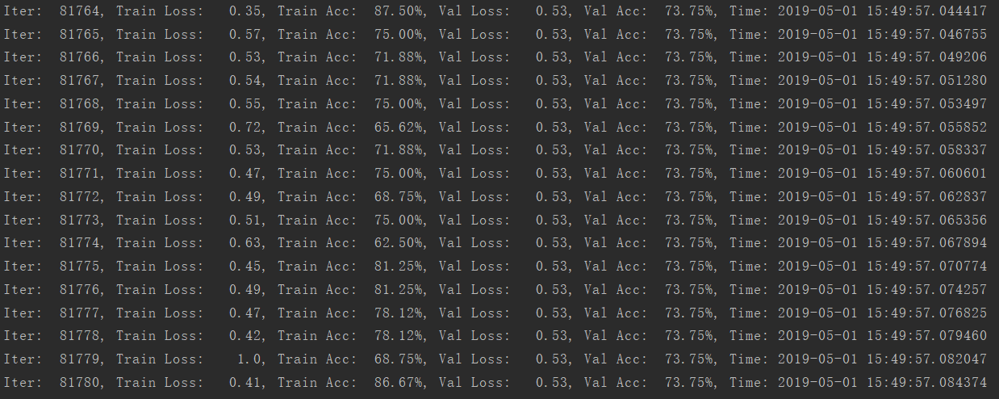 Iter: 81764, Train Loss: 0.35, Train Acc: 87.50%, Val Loss: 0.53, Val Acc: 73.75%, Time: 2019-05-01 15:49:57.044417
Iter: 81765, Train Loss: 0.57, Train Acc: 75.00%, Val Loss: 0.53, Val Acc: 73.75%, Time: 2019-05-01 15:49:57.046755
Iter: 81766, Train Loss: 0.53, Train Acc: 71.88%, Val Loss: 0.53, Val Acc: 73.75%, Time: 2019-05-01 15:49:57.049206
Iter: 81767, Train Loss: 0.54, Train Acc: 71.88%, Val Loss: 0.53, Val Acc: 73.75%, Time: 2019-05-01 15:49:57.051280
Iter: 81768, Train Loss: 0.55, Train Acc: 75.00%, Val Loss: 0.53, Val Acc: 73.75%, Time: 2019-05-01 15:49:57.053497
Iter: 81769, Train Loss: 0.72, Train Acc: 65.62%, Val Loss: 0.53, Val Acc: 73.75%, Time: 2019-05-01 15:49:57.055852
Iter: 81770, Train Loss: 0.53, Train Acc: 71.88%, Val Loss: 0.53, Val Acc: 73.75%, Time: 2019-05-01 15:49:57.058337
Iter: 81771, Train Loss: 0.47, Train Acc: 75.00%, Val Loss: 0.53, Val Acc: 73.75%, Time: 2019-05-01 15:49:57.060601
Iter: 81772, Train Loss: 0.49, Train Acc: 68.75%, Val Loss: 0.53, Val Acc: 73.75%, Time: 2019-05-01 15:49:57.062837
Iter: 81773, Train Loss: 0.51, Train Acc: 75.00%, Val Loss: 0.53, Val Acc: 73.75%, Time: 2019-05-01 15:49:57.065356
Iter: 81774, Train Loss: 0.63, Train Acc: 62.50%, Val Loss: 0.53, Val Acc: 73.75%, Time: 2019-05-01 15:49:57.067894
Iter: 81775, Train Loss: 0.45, Train Acc: 81.25%, Val Loss: 0.53, Val Acc: 73.75%, Time: 2019-05-01 15:49:57.070774
Iter: 81776, Train Loss: 0.49, Train Acc: 81.25%, Val Loss: 0.53, Val Acc: 73.75%, Time: 2019-05-01 15:49:57.074257
Iter: 81777, Train Loss: 0.47, Train Acc: 78.12%, Val Loss: 0.53, Val Acc: 73.75%, Time: 2019-05-01 15:49:57.076825
Iter: 81778, Train Loss: 0.42, Train Acc: 78.12%, Val Loss: 0.53, Val Acc: 73.75%, Time: 2019-05-01 15:49:57.079460
Iter: 81779, Train Loss: 1.0, Train Acc: 68.75%, Val Loss: 0.53, Val Acc: 73.75%, Time: 2019-05-01 15:49:57.082047
Iter: 81780, Train Loss: 0.41, Train Acc: 86.67%, Val Loss: 0.53, Val Acc: 73.75%, Time: 2019-05-01 15:49:57.084374